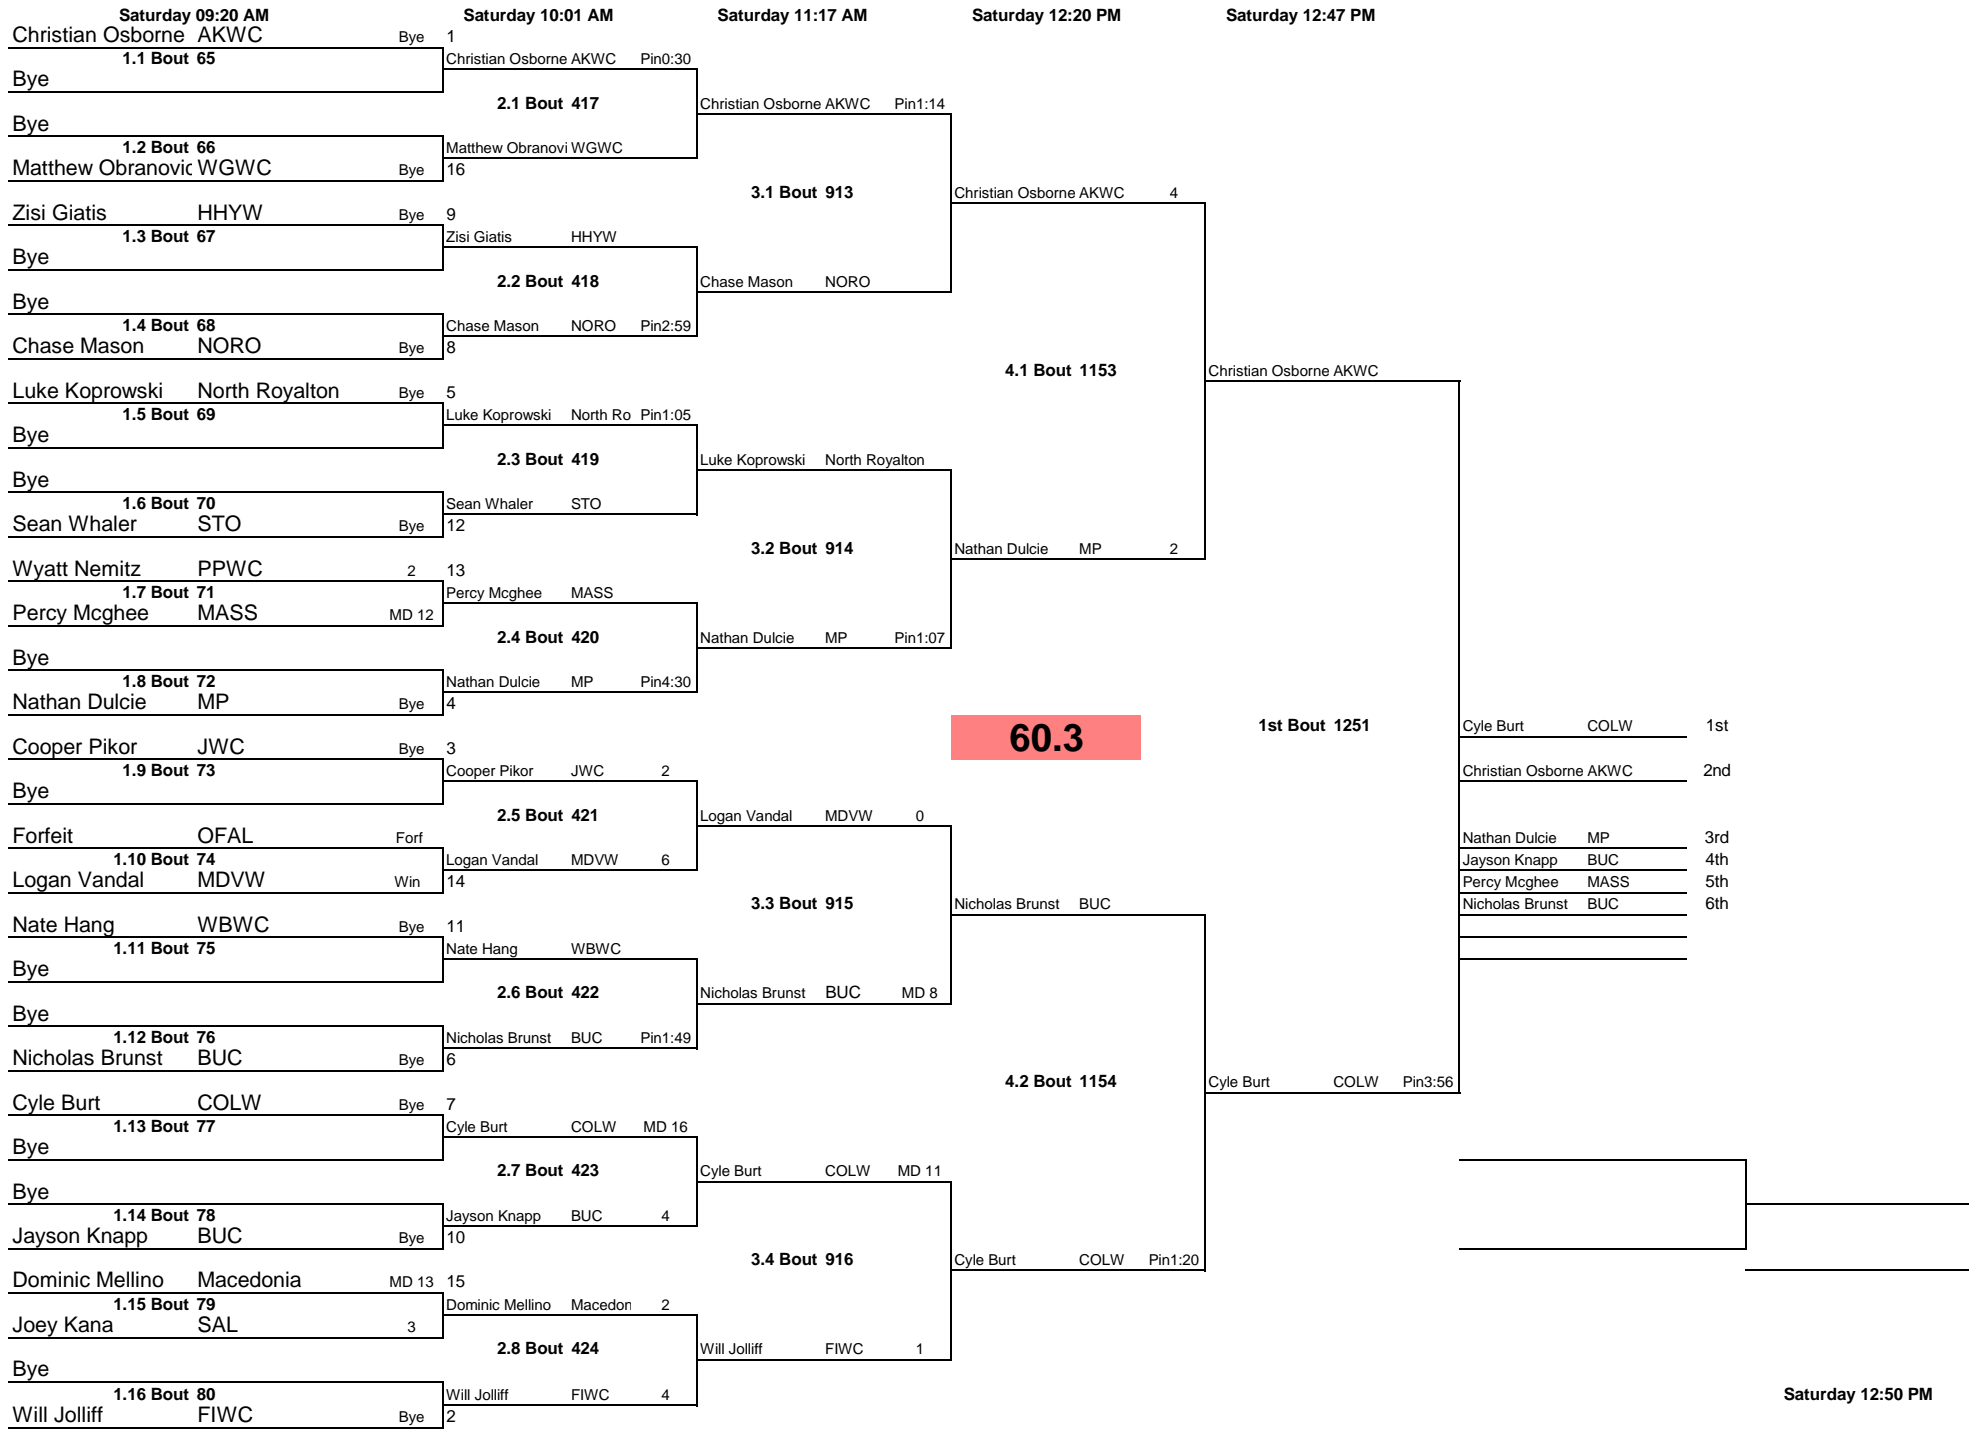 Saturday 09:20 AM Saturday 10:01 AM Saturday 11:17 AM Saturday 12:20 PM Saturday 12:47 PM
Christian Osborne AKWC Bye 1
1.1 Bout 65 Christian Osborne AKWC Pin0:30
Bye
2.1 Bout 417 Christian Osborne AKWC Pin1:14
Bye
1.2 Bout 66 Matthew Obranovi WGWC
Matthew Obranovic WGWC Bye 16
3.1 Bout 913 Christian Osborne AKWC 4
Zisi Giatis HHYW Bye 9
1.3 Bout 67 Zisi Giatis HHYW
Bye
2.2 Bout 418 Chase Mason NORO
Bye
1.4 Bout 68 Chase Mason NORO Pin2:59
Chase Mason NORO Bye 8
4.1 Bout 1153 Christian Osborne AKWC
Luke Koprowski North Royalton Bye 5
1.5 Bout 69 Luke Koprowski North Ro Pin1:05
Bye
2.3 Bout 419 Luke Koprowski North Royalton
Bye
1.6 Bout 70 Sean Whaler STO
Sean Whaler STO Bye 12
3.2 Bout 914 Nathan Dulcie MP 2
Wyatt Nemitz PPWC 2 13
1.7 Bout 71 Percy Mcghee MASS
Percy Mcghee MASS MD 12
2.4 Bout 420 Nathan Dulcie MP Pin1:07
Bye
1.8 Bout 72 Nathan Dulcie MP Pin4:30
Nathan Dulcie MP Bye 4
60.3 1st Bout 1251 Cyle Burt COLW 1st
Cooper Pikor JWC Bye 3
1.9 Bout 73 Cooper Pikor JWC 2 Christian Osborne AKWC 2nd
Bye
2.5 Bout 421 Logan Vandal MDVW 0
Forfeit OFAL Forf Nathan Dulcie MP 3rd
1.10 Bout 74 Logan Vandal MDVW 6 Jayson Knapp BUC 4th
Logan Vandal MDVW Win 14 Percy Mcghee MASS 5th
3.3 Bout 915 Nicholas Brunst BUC Nicholas Brunst BUC 6th
Nate Hang WBWC Bye 11
1.11 Bout 75 Nate Hang WBWC
Bye
2.6 Bout 422 Nicholas Brunst BUC MD 8
Bye
1.12 Bout 76 Nicholas Brunst BUC Pin1:49
Nicholas Brunst BUC Bye 6
4.2 Bout 1154 Cyle Burt COLW Pin3:56
Cyle Burt COLW Bye 7
1.13 Bout 77 Cyle Burt COLW MD 16
Bye
2.7 Bout 423 Cyle Burt COLW MD 11
Bye
1.14 Bout 78 Jayson Knapp BUC 4
Jayson Knapp BUC Bye 10
3.4 Bout 916 Cyle Burt COLW Pin1:20
Dominic Mellino Macedonia MD 13 15
1.15 Bout 79 Dominic Mellino Macedon 2
Joey Kana SAL 3
2.8 Bout 424 Will Jolliff FIWC 1
Bye
1.16 Bout 80 Will Jolliff FIWC 4 Saturday 12:50 PM
Will Jolliff FIWC Bye 2